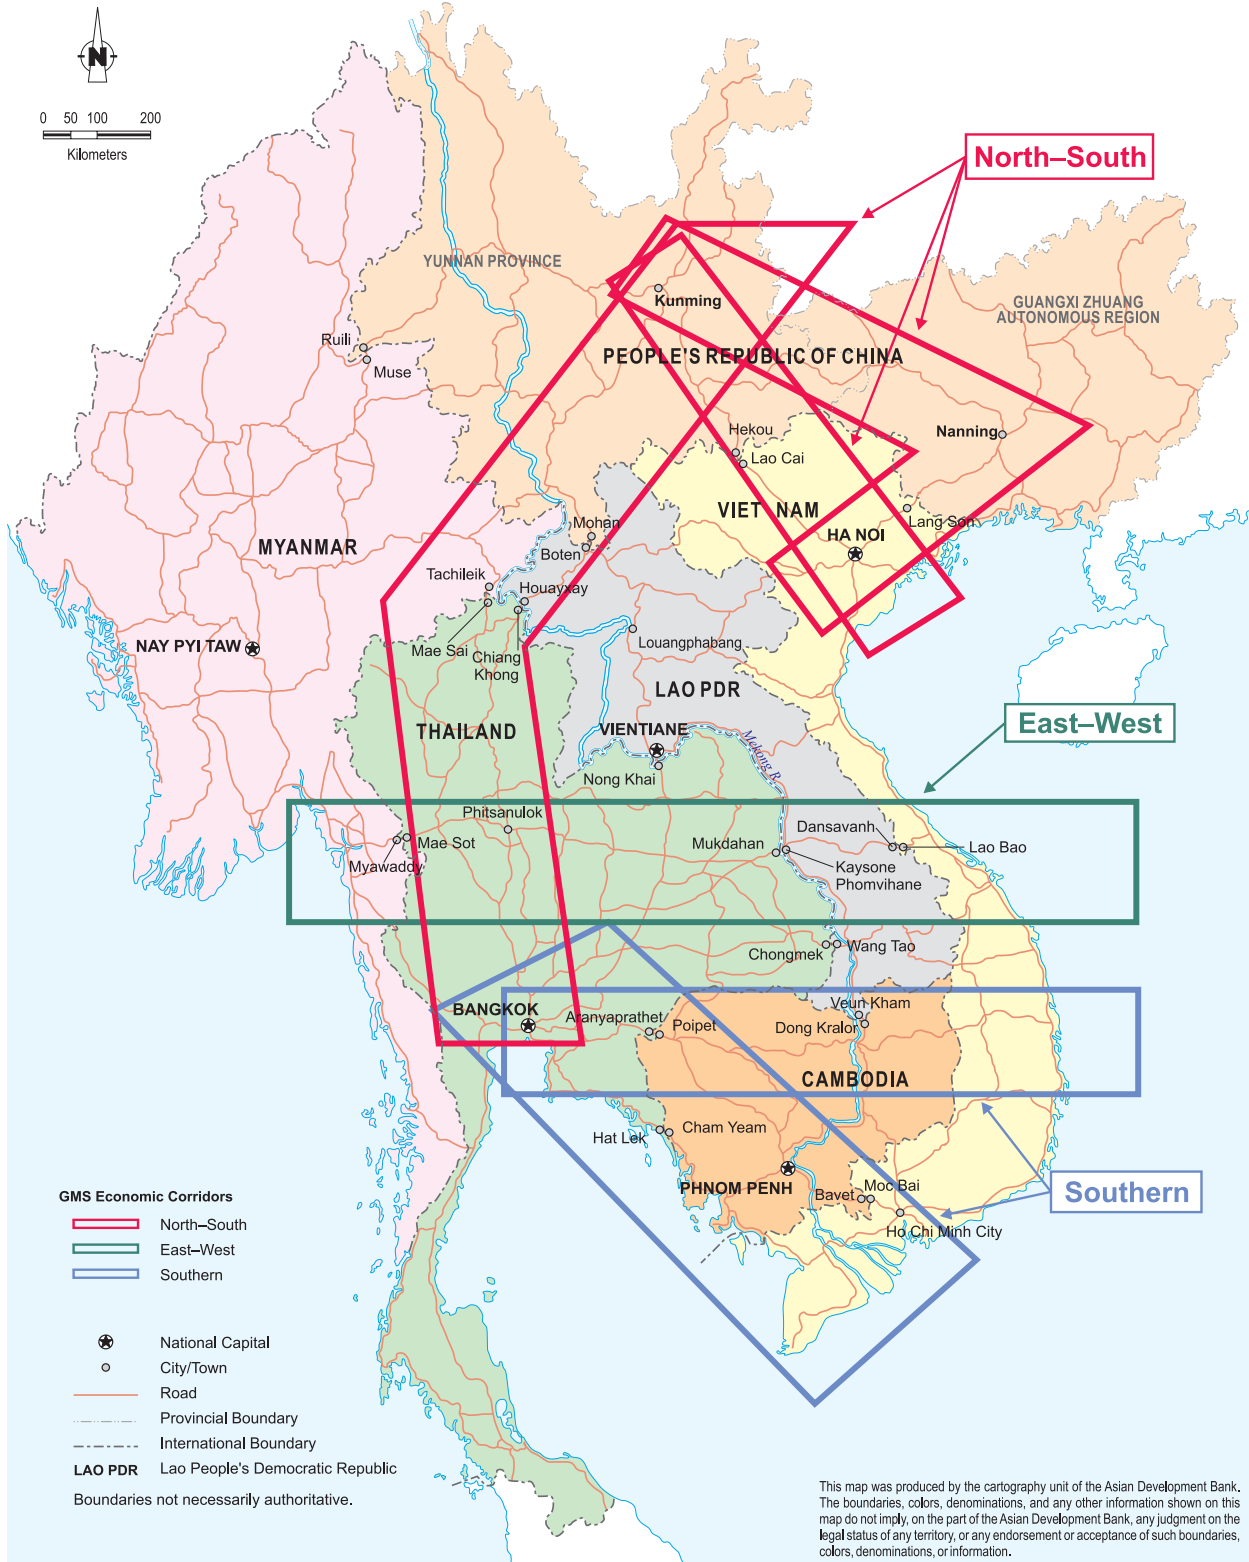 N
0 50 100 200
Kilometers
North–South
YUNNAN PROVINCE
Kunming
GUANGXI ZHUANG
AUTONOMOUS REGION
Ruili
Muse
PEOPLE'S REPUBLIC OF CHINA
Hekou
Lao Cai
Nanning
VIET NAM
Lang Son
HA NOI
Mohan
Boten
MYANMAR
Tachileik
Houayxay
NAY PYI TAW
Mae Sai
Chiang
Khong
Louangphabang
LAO PDR
East–West
THAILAND
VIENTIANE
Mekong R.
Nong Khai
Phitsanulok
Dansavanh
Mae Sot
Mukdahan
Lao Bao
Myawaddy
Kaysone
Phomvihane
Chongmek
Wang Tao
BANGKOK
Veun Kham
Aranyaprathet
Poipet
Dong Kralor
CAMBODIA
Hat Lek
Cham Yeam
PHNOM PENH
Bavet
Moc Bai
Southern
Ho Chi Minh City
GMS Economic Corridors
North–South
East–West
Southern
National Capital
City/Town
Road
Provincial Boundary
International Boundary
LAO PDR Lao People's Democratic Republic
Boundaries not necessarily authoritative.
This map was produced by the cartography unit of the Asian Development Bank.
The boundaries, colors, denominations, and any other information shown on this
map do not imply, on the part of the Asian Development Bank, any judgment on the
legal status of any territory, or any endorsement or acceptance of such boundaries,
colors, denominations, or information.